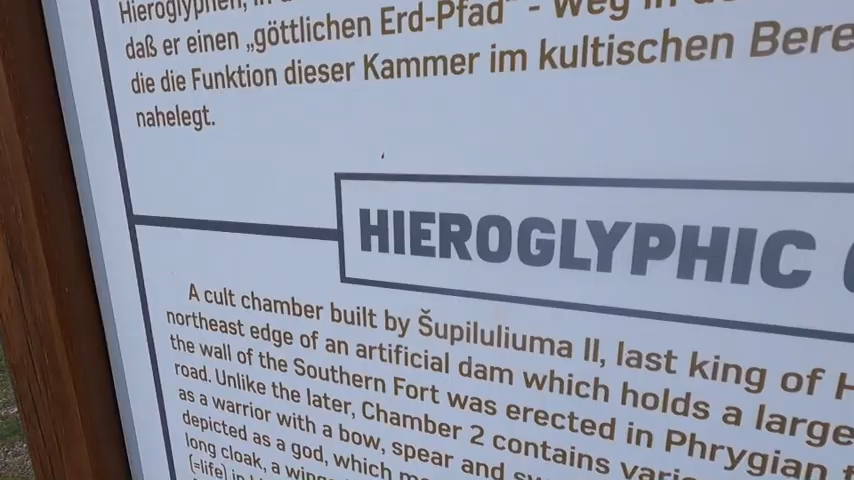 Hieroglyphen, in
daß er einen „göttlichen Erd-Pfad“ - Weg in
die die Funktion dieser Kammer im kultischen Bere
nahelegt.
HIEROGLYPHIC
A cult chamber built by Šupiluliuma II, last king of H
northeast edge of an artificial dam which holds a large
the wall of the Southern Fort was erected in Phrygian
road. Unlike the later, Chamber 2 contains vari
as a warrior with a bow, spear and
depicted as a god, which
long cloak, a wing
(=life) in